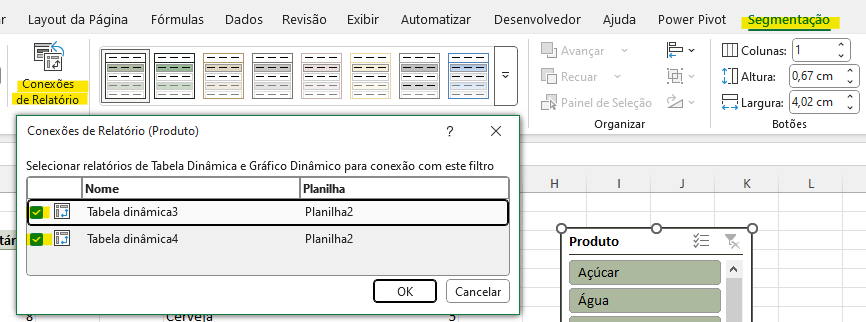 Layout da Página Fórmulas Dados Revisão Exibir Automatizar Desenvolvedor Ajuda Power Pivot Segmentação
Conexões de Relatório
Avançar
Recuar
Painel de Seleção
Organizar
Colunas: 1
Altura: 0,67 cm
Largura: 4,02 cm
Botões
Conexões de Relatório (Produto) ? ×
Selecionar relatórios de Tabela Dinâmica e Gráfico Dinâmico para conexão com este filtro
Nome Planilha
Tabela dinâmica3 Planilha2
Tabela dinâmica4 Planilha2
OK Cancelar
H I J K L
Produto
Açúcar
Água
tár
8 Cerveja 5